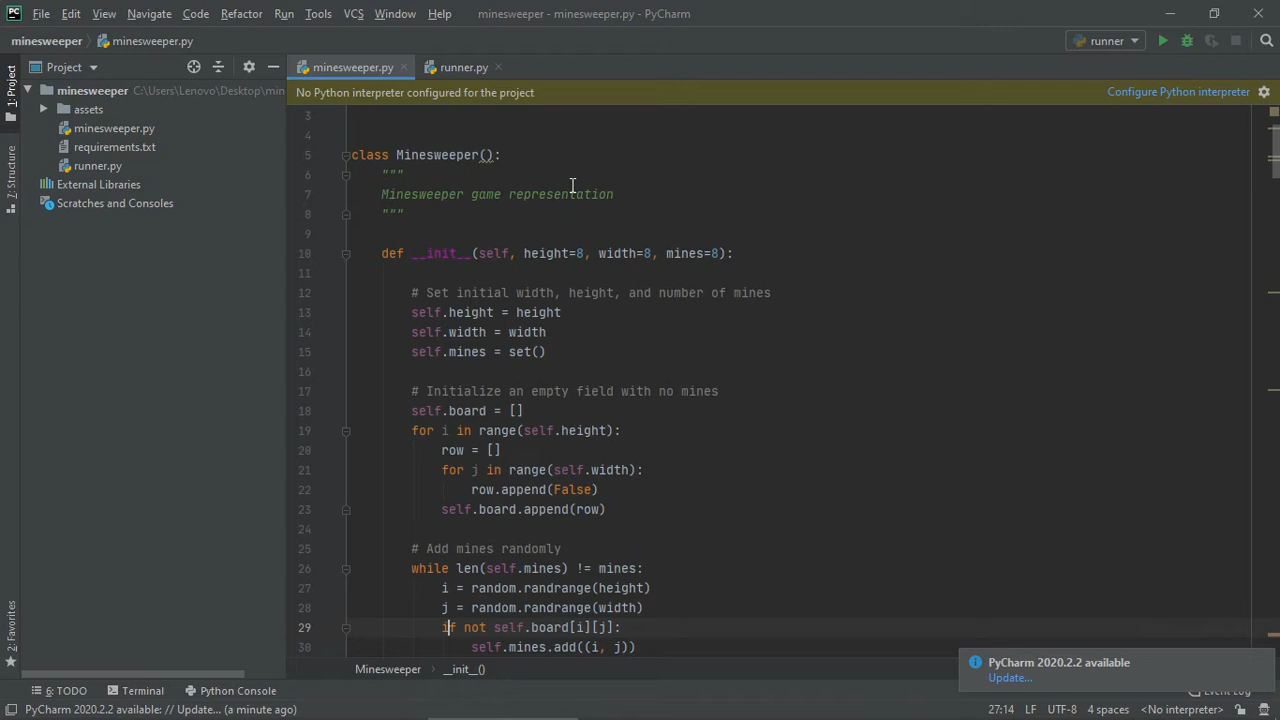 PC File Edit View Navigate Code Refactor Run Tools VCS Window Help minesweeper - minesweeper.py - PyCharm
minesweeper minesweeper.py runner
1: Project
Project
minesweeper.py runner.py
minesweeper C:\Users\Lenovo\Desktop\min
No Python interpreter configured for the project Configure Python interpreter
assets
minesweeper.py
requirements.txt
runner.py
External Libraries
Scratches and Consoles
7: Structure
2: Favorites
3
4
5 class Minesweeper():
6 """
7 Minesweeper game representation
8 """
9
10 def __init__(self, height=8, width=8, mines=8):
11
12 # Set initial width, height, and number of mines
13 self.height = height
14 self.width = width
15 self.mines = set()
16
17 # Initialize an empty field with no mines
18 self.board = []
19 for i in range(self.height):
20 row = []
21 for j in range(self.width):
22 row.append(False)
23 self.board.append(row)
24
25 # Add mines randomly
26 while len(self.mines) != mines:
27 i = random.randrange(height)
28 j = random.randrange(width)
29 if not self.board[i][j]:
30 self.mines.add((i, j))
Minesweeper __init__()
PyCharm 2020.2.2 available
Update...
6: TODO Terminal Python Console Event Log
PyCharm 2020.2.2 available: // Update... (a minute ago) 27:14 LF UTF-8 4 spaces <No interpreter>